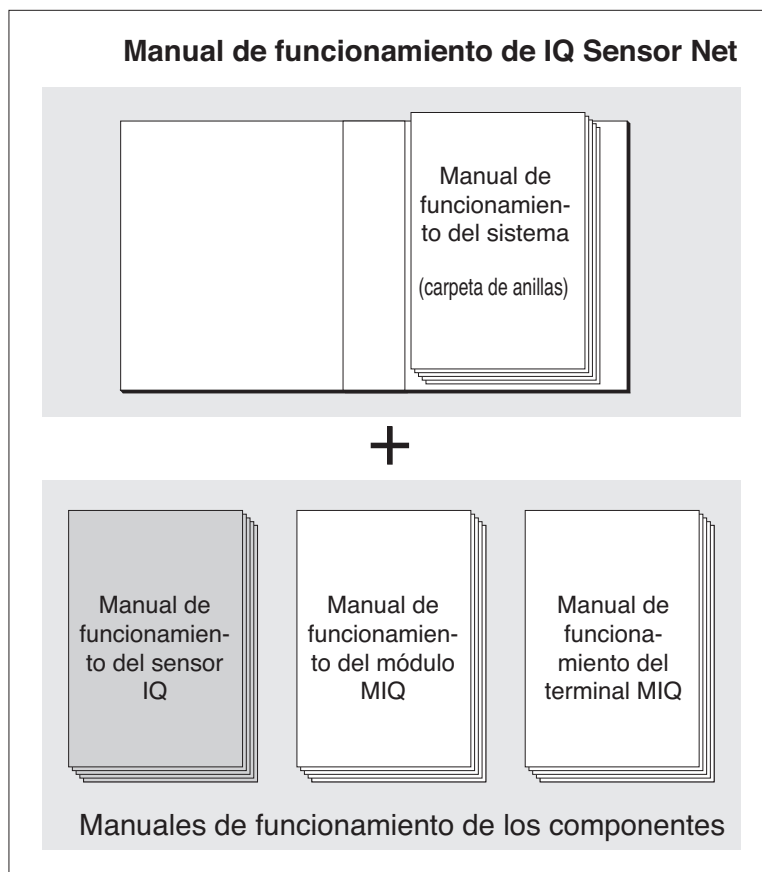 Manual de funcionamiento de IQ Sensor Net
Manual de
funcionamien-
to del sistema
(carpeta de anillas)
+
Manual de
funcionamien-
to del sensor
IQ
Manual de
funcionamien-
to del módulo
MIQ
Manual de
funciona-
miento del
terminal MIQ
Manuales de funcionamiento de los componentes